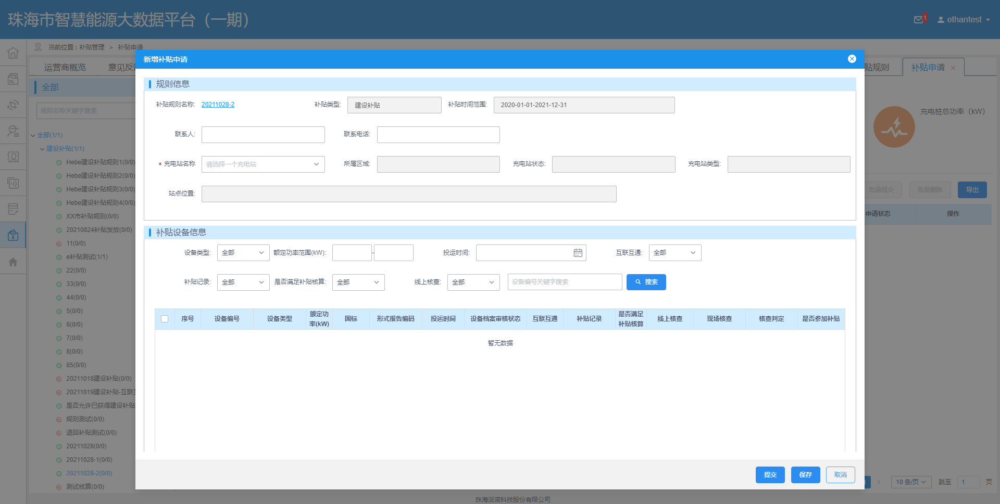 珠海市智慧能源大数据平台（一期）
1
ethantest
当前位置：补贴管理 > 补贴申请
运营商概览
意见反馈
贴规则
补贴申请
全部
规则名称关键字搜索
全部(1/1)
建设补贴(1/1)
Hebe建设补贴规则1(0/0)
Hebe建设补贴规则2(0/0)
Hebe建设补贴规则3(0/0)
Hebe建设补贴规则4(0/0)
XX市补贴规则(0/0)
20210824补贴发放(0/0)
11(0/0)
e补贴测试(1/1)
22(0/0)
33(0/0)
44(0/0)
5(0/0)
6(0/0)
7(0/0)
8(0/0)
85(0/0)
20211018建设补贴(0/0)
20211019建设补贴-互联互
是否允许已获得建设补贴
规则测试(0/0)
退回补贴测试(0/0)
20211028(0/0)
20211028-1(0/0)
20211028-2(0/0)
测试核算(0/0)
新增补贴申请
规则信息
补贴规则名称: 20211028-2
补贴类型: 建设补贴
补贴时间范围: 2020-01-01-2021-12-31
联系人:
联系电话:
* 充电站名称 请选择一个充电站
所属区域:
充电站状态:
充电站类型:
站点位置:
补贴设备信息
设备类型: 全部
额定功率范围(kW): -
投运时间:
互联互通: 全部
补贴记录: 全部
是否满足补贴核算: 全部
线上核查: 全部
设备编号关键字搜索
搜索
序号 设备编号 设备类型 额定功率(kW) 国标 形式报告编码 投运时间 设备档案审核状态 互联互通 补贴记录 是否满足补贴核算 线上核查 现场核查 核查判定 是否参加补贴
暂无数据
提交 保存 取消
充电桩总功率（kW）
批量提交 批量删除 导出
申请状态 操作
10 条/页 跳至 1 页
珠海派诺科技股份有限公司